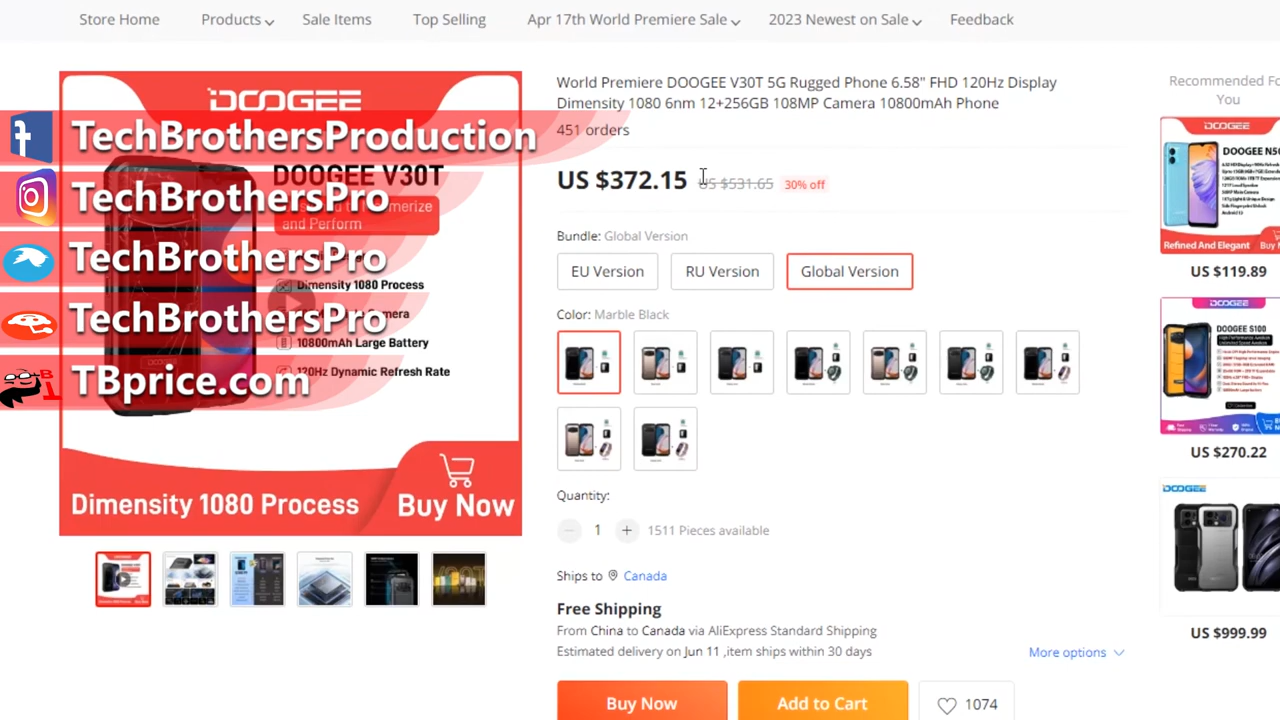 Store Home Products Sale Items Top Selling Apr 17th World Premiere Sale 2023 Newest on Sale Feedback
DOOGEE
TechBrothersProduction
DOOGEE V30T
TechBrothersPro
and Perform
TechBrothersPro
Dimensity 1080 Process
TechBrothersPro
10800mAh Large Battery
120Hz Dynamic Refresh Rate
TBprice.com
Dimensity 1080 Process
Buy Now
World Premiere DOOGEE V30T 5G Rugged Phone 6.58" FHD 120Hz Display
Dimensity 1080 6nm 12+256GB 108MP Camera 10800mAh Phone
451 orders
US $372.15 US $531.65 30% off
Bundle: Global Version
EU Version RU Version Global Version
Color: Marble Black
Quantity:
1 1511 Pieces available
Ships to Canada
Free Shipping
From China to Canada via AliExpress Standard Shipping
Estimated delivery on Jun 11 ,item ships within 30 days
More options
Buy Now Add to Cart 1074
Recommended Fo
You
DOOGEE
DOOGEE N50
Refined And Elegant
US $119.89
DOOGEE
DOOGEE S100
US $270.22
DOOGEE
US $999.99